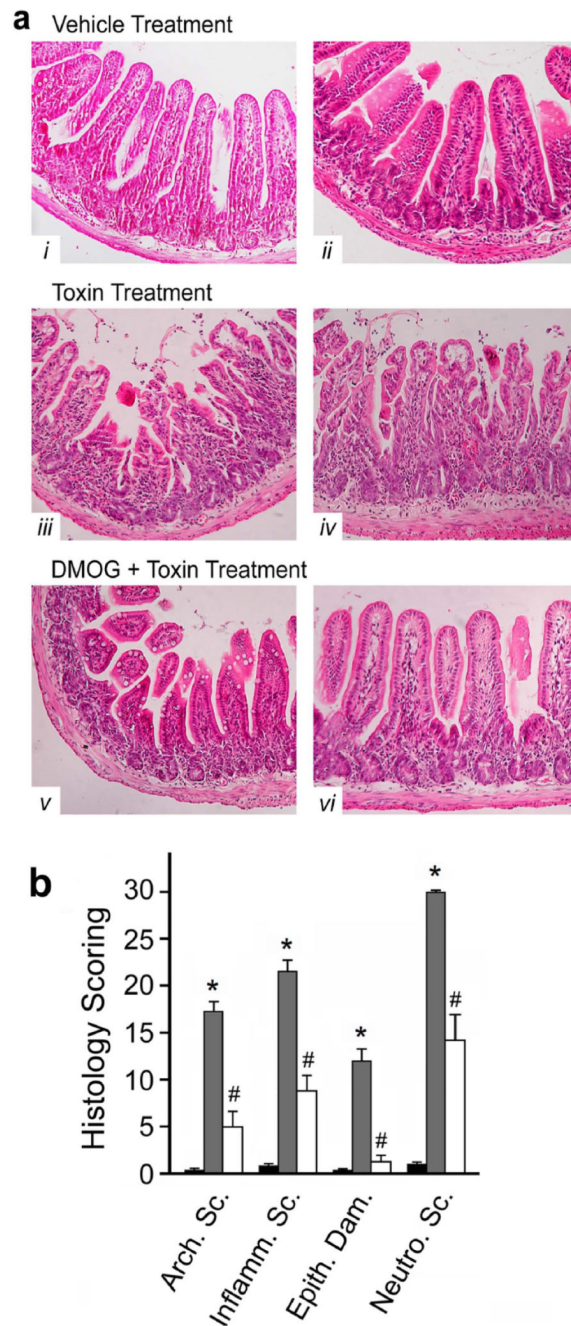 a
Vehicle Treatment
i
ii
Toxin Treatment
iii
iv
DMOG + Toxin Treatment
v
vi
b
Histology Scoring
30
25
20
15
10
5
0
*
*
*
*
#
#
#
#
Arch. Sc.
Inflamm. Sc.
Epith. Dam.
Neutro. Sc.